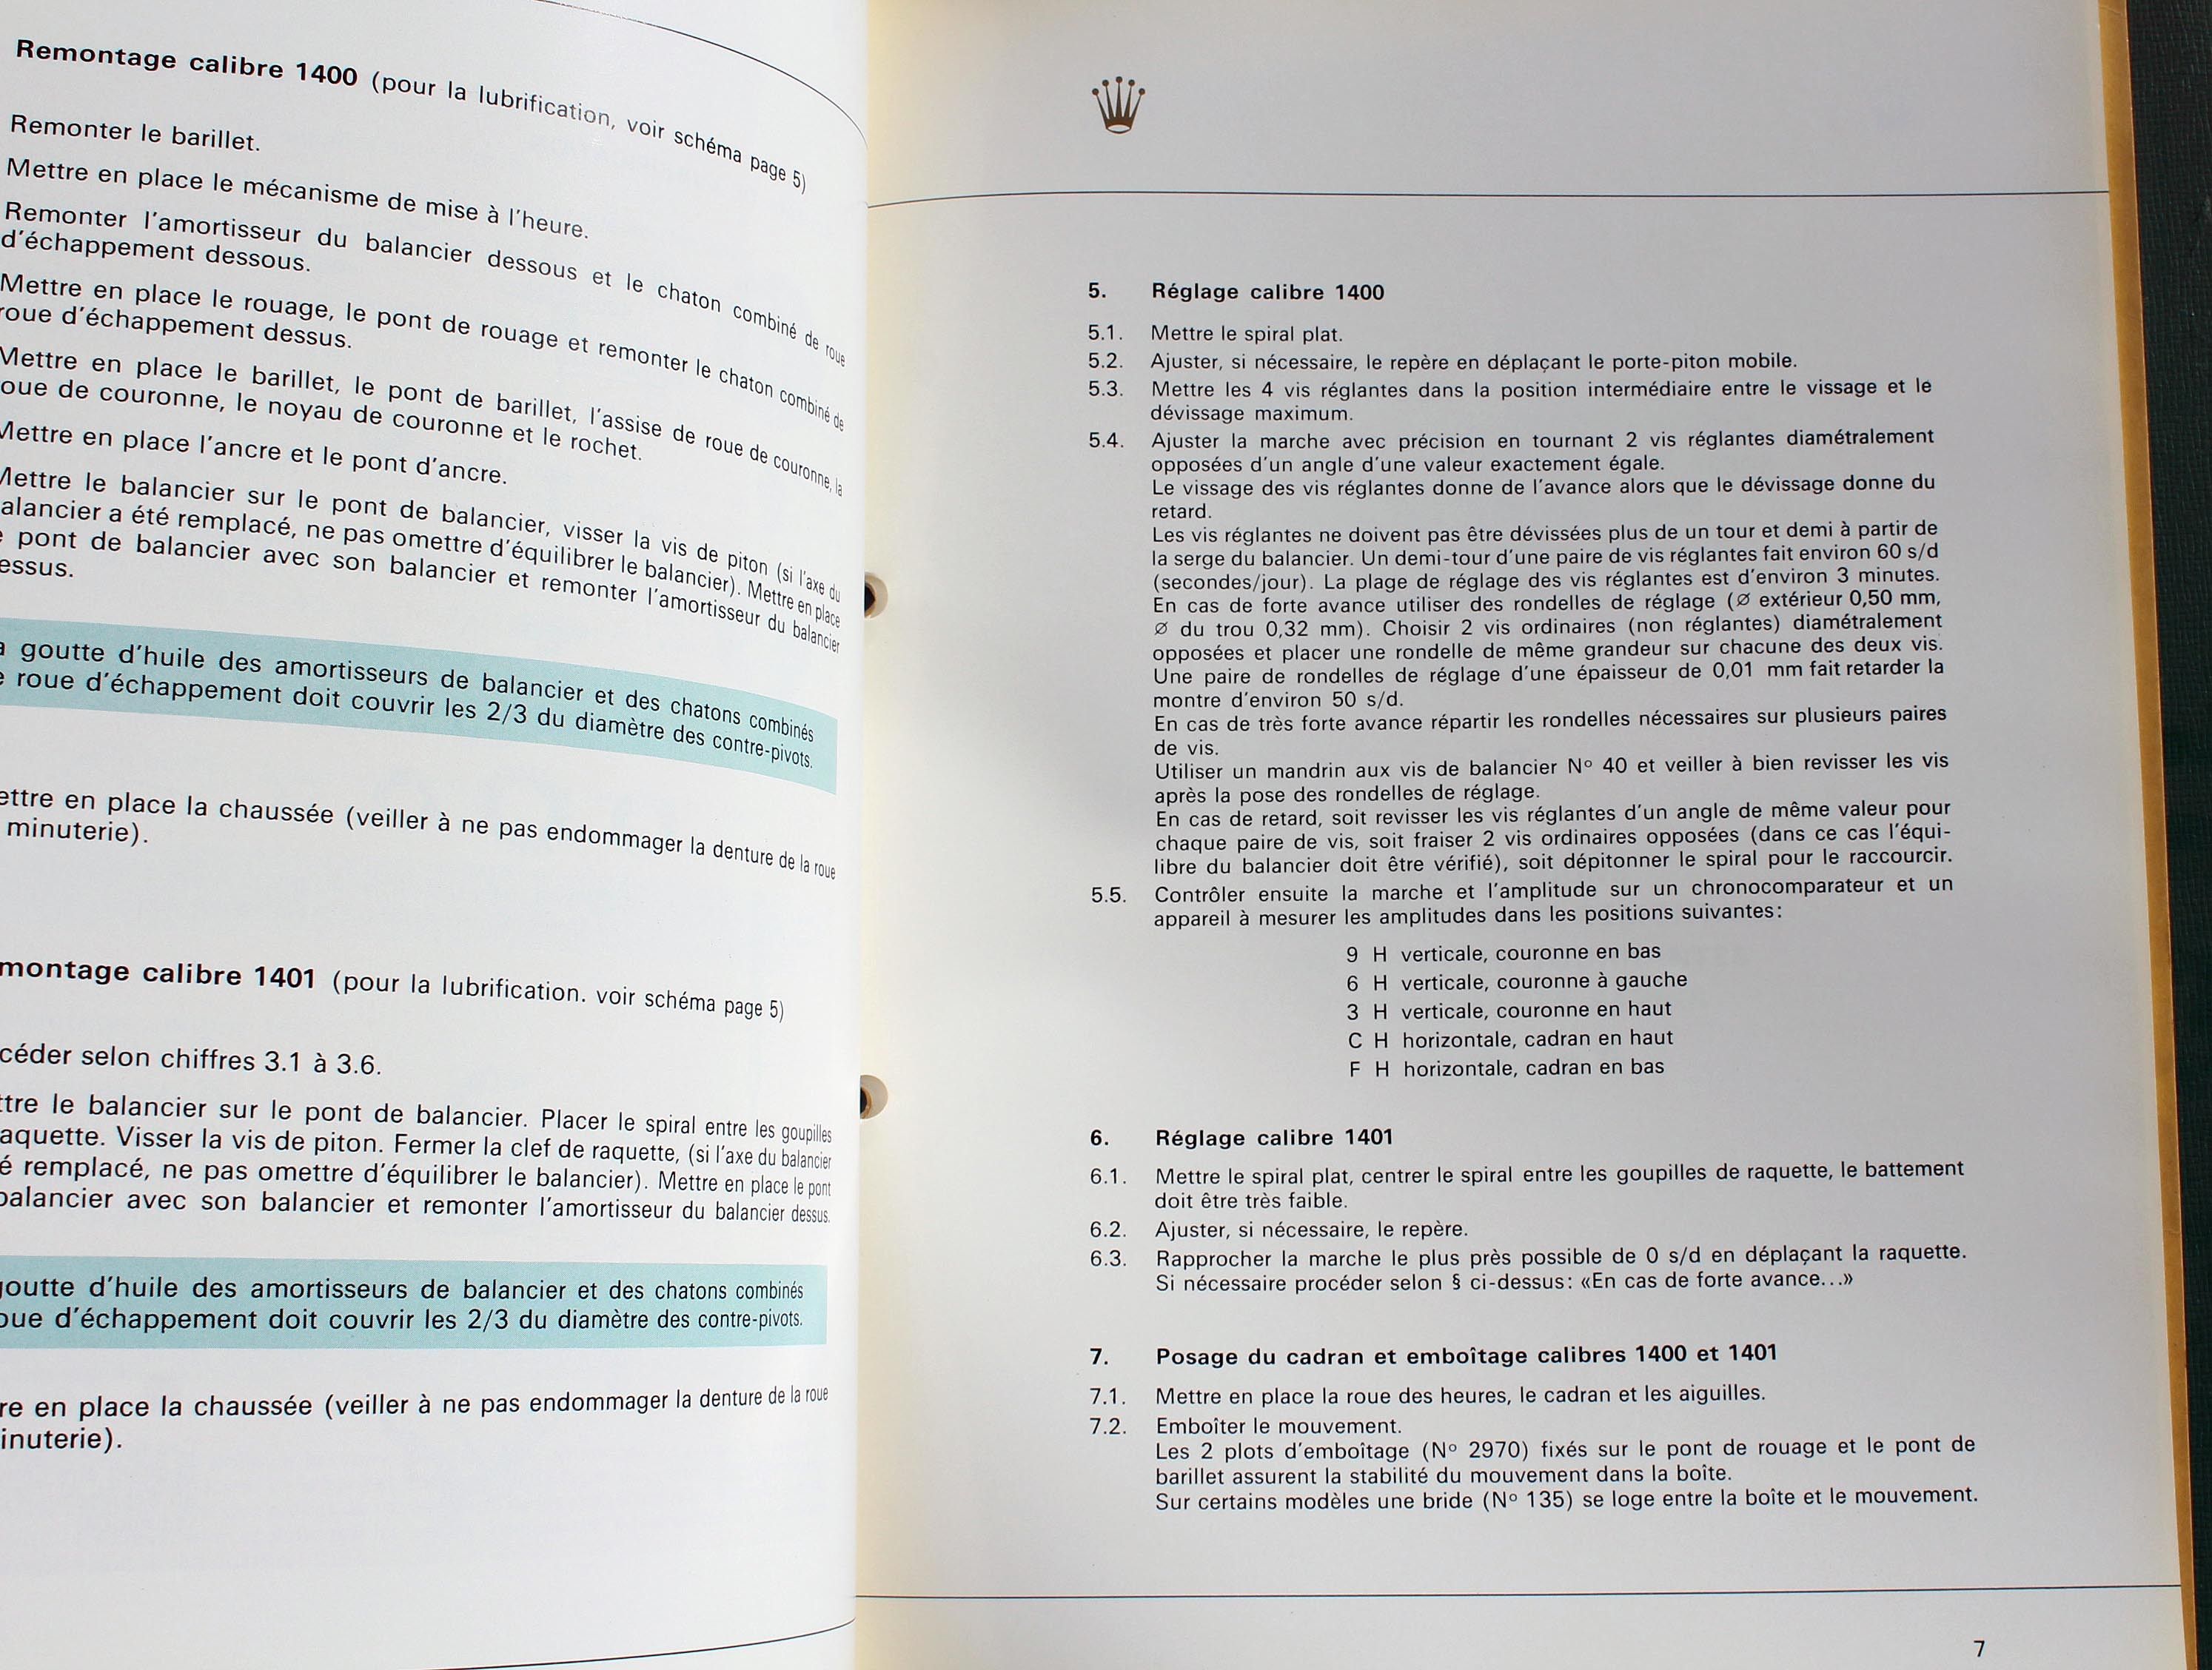 Remontage calibre 1400 (pour la lubrification, voir schéma page 5)
Remonter le barillet.
Mettre en place le mécanisme de mise à l'heure.
Remonter l'amortisseur du balancier dessous et le chaton combiné de roue
d'échappement dessous.
Mettre en place le rouage, le pont de rouage et remonter le chaton combiné de
roue d'échappement dessus.
Mettre en place le barillet, le pont de barillet, l'assise de roue de couronne, la
oue de couronne, le noyau de couronne et le rochet.
Mettre en place l'ancre et le pont d'ancre.
Mettre le balancier sur le pont de balancier, visser la vis de piton (si l'axe du
alancier a été remplacé, ne pas omettre d'équilibrer le balancier). Mettre en place
e pont de balancier avec son balancier et remonter l'amortisseur du balancier
essus.
a goutte d'huile des amortisseurs de balancier et des chatons combinés
e roue d'échappement doit couvrir les 2/3 du diamètre des contre-pivots.
ettre en place la chaussée (veiller à ne pas endommager la denture de la roue
minuterie).
montage calibre 1401 (pour la lubrification. voir schéma page 5)
céder selon chiffres 3.1 à 3.6.
ttre le balancier sur le pont de balancier. Placer le spiral entre les goupilles
aquette. Visser la vis de piton. Fermer la clef de raquette, (si l'axe du balancier
é remplacé, ne pas omettre d'équilibrer le balancier). Mettre en place le pont
balancier avec son balancier et remonter l'amortisseur du balancier dessus.
goutte d'huile des amortisseurs de balancier et des chatons combinés
oue d'échappement doit couvrir les 2/3 du diamètre des contre-pivots.
re en place la chaussée (veiller à ne pas endommager la denture de la roue
inuterie).
5. Réglage calibre 1400
5.1. Mettre le spiral plat.
5.2. Ajuster, si nécessaire, le repère en déplaçant le porte-piton mobile.
5.3. Mettre les 4 vis réglantes dans la position intermédiaire entre le vissage et le
dévissage maximum.
5.4. Ajuster la marche avec précision en tournant 2 vis réglantes diamétralement
opposées d'un angle d'une valeur exactement égale.
Le vissage des vis réglantes donne de l'avance alors que le dévissage donne du
retard.
Les vis réglantes ne doivent pas être dévissées plus de un tour et demi à partir de
la serge du balancier. Un demi-tour d'une paire de vis réglantes fait environ 60 s/d
(secondes/jour). La plage de réglage des vis réglantes est d'environ 3 minutes.
En cas de forte avance utiliser des rondelles de réglage (∅ extérieur 0,50 mm,
∅ du trou 0,32 mm). Choisir 2 vis ordinaires (non réglantes) diamétralement
opposées et placer une rondelle de même grandeur sur chacune des deux vis.
Une paire de rondelles de réglage d'une épaisseur de 0,01 mm fait retarder la
montre d'environ 50 s/d.
En cas de très forte avance répartir les rondelles nécessaires sur plusieurs paires
de vis.
Utiliser un mandrin aux vis de balancier Nº 40 et veiller à bien revisser les vis
après la pose des rondelles de réglage.
En cas de retard, soit revisser les vis réglantes d'un angle de même valeur pour
chaque paire de vis, soit fraiser 2 vis ordinaires opposées (dans ce cas l'équi-
libre du balancier doit être vérifié), soit dépitonner le spiral pour le raccourcir.
5.5. Contrôler ensuite la marche et l'amplitude sur un chronocomparateur et un
appareil à mesurer les amplitudes dans les positions suivantes:
9 H verticale, couronne en bas
6 H verticale, couronne à gauche
3 H verticale, couronne en haut
C H horizontale, cadran en haut
F H horizontale, cadran en bas
6. Réglage calibre 1401
6.1. Mettre le spiral plat, centrer le spiral entre les goupilles de raquette, le battement
doit être très faible.
6.2. Ajuster, si nécessaire, le repère.
6.3. Rapprocher la marche le plus près possible de 0 s/d en déplaçant la raquette.
Si nécessaire procéder selon § ci-dessus: «En cas de forte avance...»
7. Posage du cadran et emboîtage calibres 1400 et 1401
7.1. Mettre en place la roue des heures, le cadran et les aiguilles.
7.2. Emboîter le mouvement.
Les 2 plots d'emboîtage (Nº 2970) fixés sur le pont de rouage et le pont de
barillet assurent la stabilité du mouvement dans la boîte.
Sur certains modèles une bride (Nº 135) se loge entre la boîte et le mouvement.
7